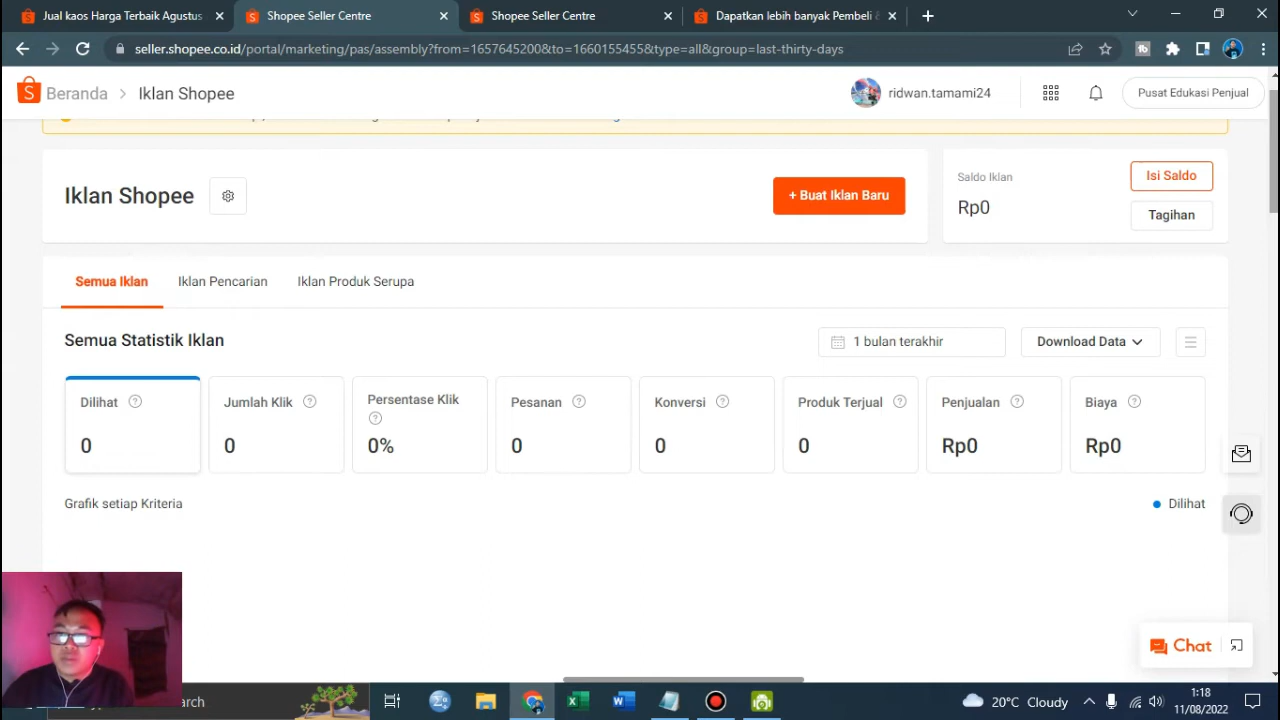 Jual kaos Harga Terbaik Agustus
Shopee Seller Centre
Shopee Seller Centre
Dapatkan lebih banyak Pembeli
seller.shopee.co.id/portal/marketing/pas/assembly?from=1657645200&to=1660155455&type=all&group=last-thirty-days
Beranda > Iklan Shopee
ridwan.tamami24
Pusat Edukasi Penjual
Iklan Shopee
+ Buat Iklan Baru
Saldo Iklan
Rp0
Isi Saldo
Tagihan
Semua Iklan
Iklan Pencarian
Iklan Produk Serupa
Semua Statistik Iklan
1 bulan terakhir
Download Data
Dilihat
0
Jumlah Klik
0
Persentase Klik
0%
Pesanan
0
Konversi
0
Produk Terjual
0
Penjualan
Rp0
Biaya
Rp0
Grafik setiap Kriteria
Dilihat
Chat
rch
20°C Cloudy
1:18
11/08/2022